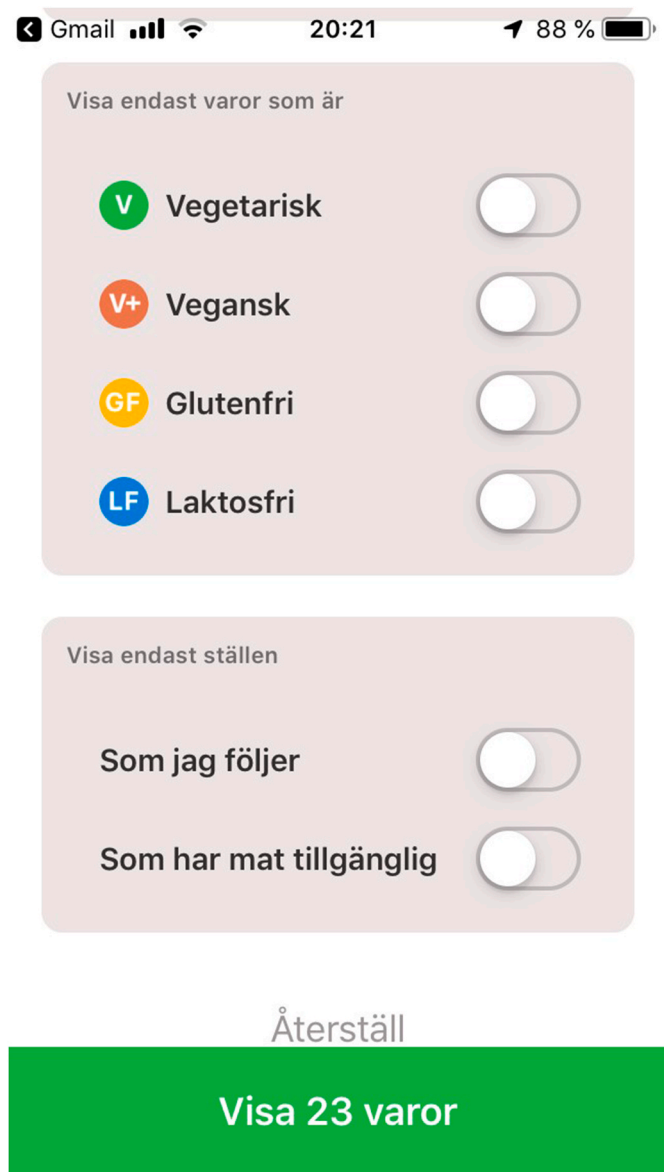 Gmail 20:21 88 %
Visa endast varor som är
V Vegetarisk
V+ Vegansk
GF Glutenfri
LF Laktosfri
Visa endast ställen
Som jag följer
Som har mat tillgänglig
Återställ
Visa 23 varor